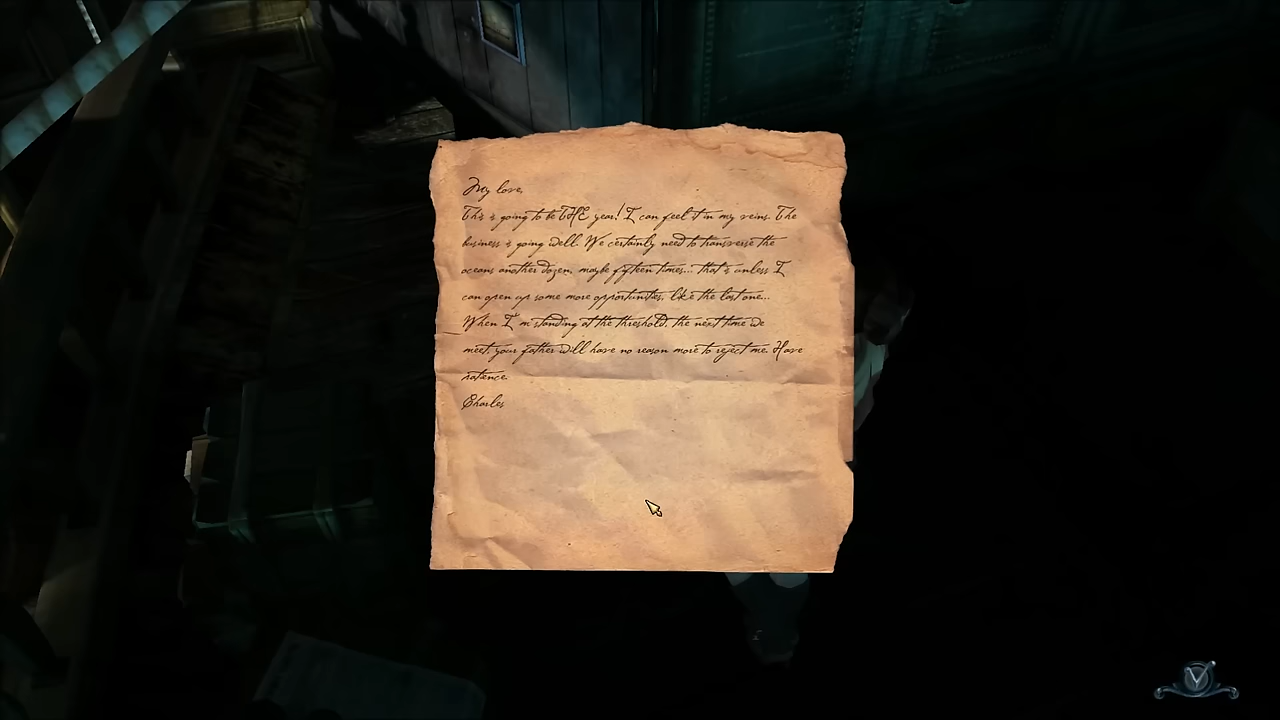 My love,
This is going to be THE year! I can feel it in my veins. The
business is going well. We certainly need to transverse the
oceans another dozen, maybe fifteen times... that is unless I
can open up some more opportunities, like the last one...
When I'm standing at the threshold, the next time we
meet, your father will have no reason more to reject me. Have
patience.
Charles
V